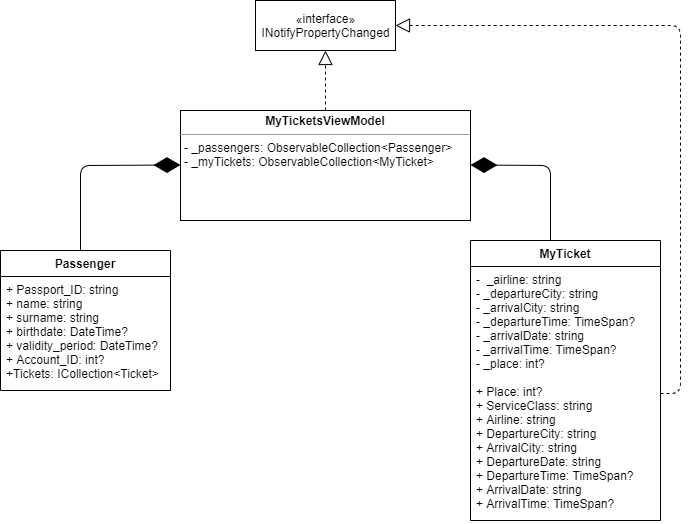 «interface»
INotifyPropertyChanged
MyTicketsViewModel
- _passengers: ObservableCollection<Passenger>
- _myTickets: ObservableCollection<MyTicket>
Passenger
+ Passport_ID: string
+ name: string
+ surname: string
+ birthdate: DateTime?
+ validity_period: DateTime?
+ Account_ID: int?
+Tickets: ICollection<Ticket>
MyTicket
- _airline: string
- _departureCity: string
- _arrivalCity: string
- _departureTime: TimeSpan?
- _arrivalDate: string
- _arrivalTime: TimeSpan?
- _place: int?
+ Place: int?
+ ServiceClass: string
+ Airline: string
+ DepartureCity: string
+ ArrivalCity: string
+ DepartureDate: string
+ DepartureTime: TimeSpan?
+ ArrivalDate: string
+ ArrivalTime: TimeSpan?